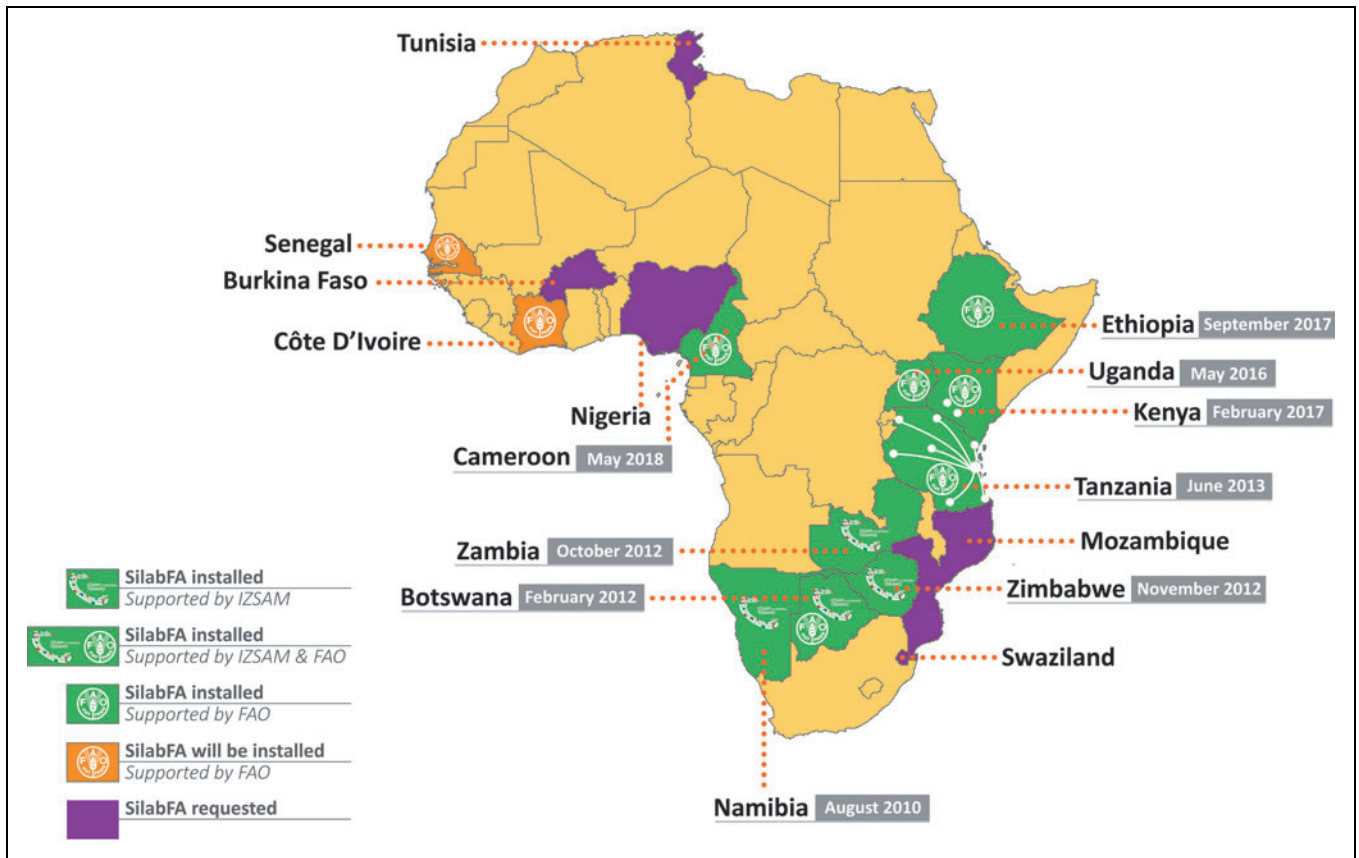 Tunisia
Senegal
Burkina Faso
Côte D’Ivoire
Nigeria
Cameroon May 2018
Ethiopia September 2017
Uganda May 2016
Kenya February 2017
Tanzania June 2013
Zambia October 2012
Mozambique
Botswana February 2012
Zimbabwe November 2012
Swaziland
Namibia August 2010
SilabFA installed
Supported by IZSAM
SilabFA installed
Supported by IZSAM & FAO
SilabFA installed
Supported by FAO
SilabFA will be installed
Supported by FAO
SilabFA requested